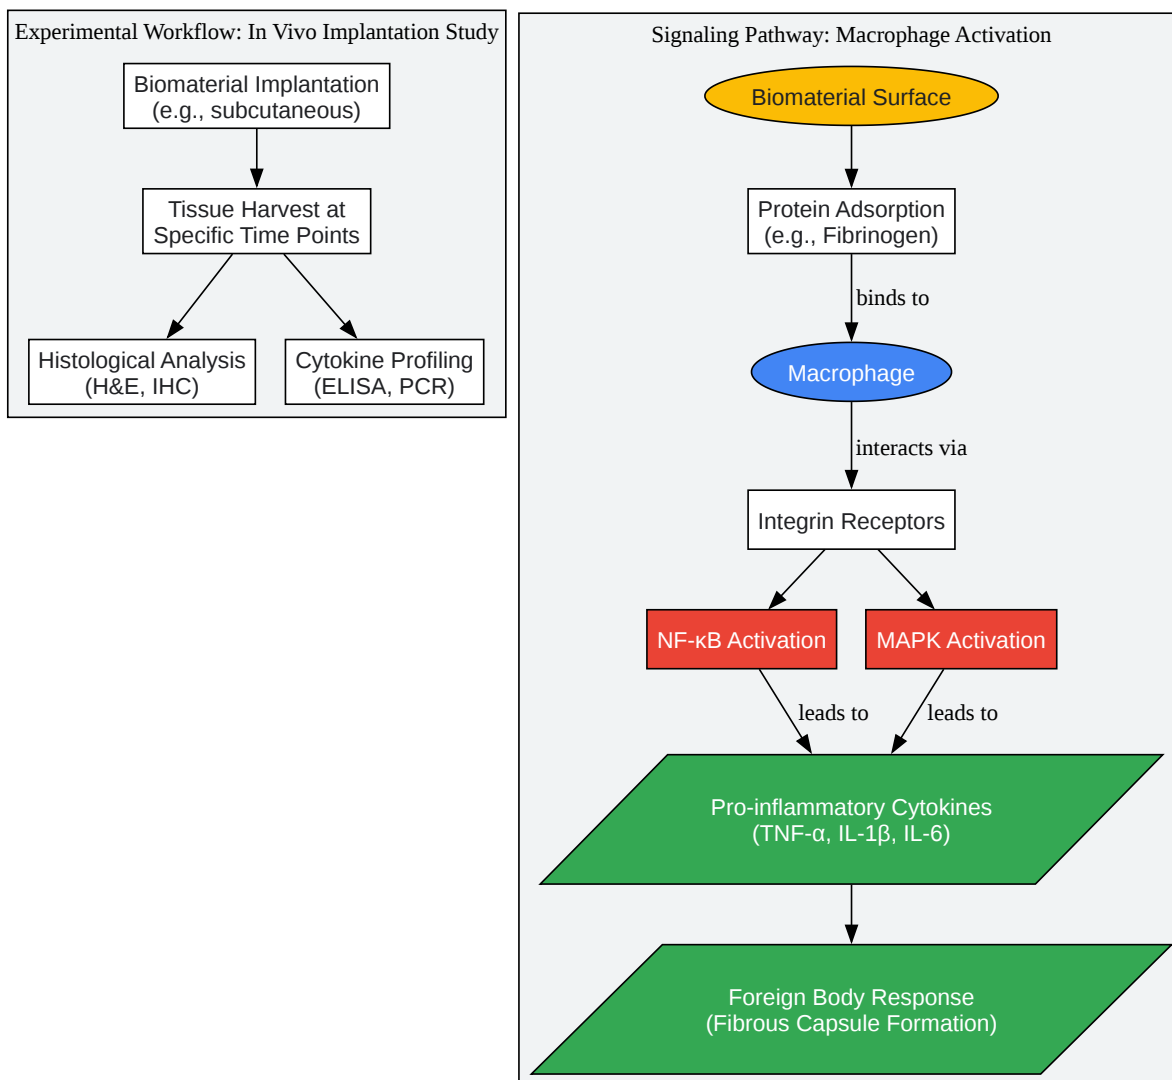 Experimental Workflow: In Vivo Implantation Study
Biomaterial Implantation
(e.g., subcutaneous)
Tissue Harvest at
Specific Time Points
Histological Analysis
(H&E, IHC)
Cytokine Profiling
(ELISA, PCR)
Signaling Pathway: Macrophage Activation
Biomaterial Surface
Protein Adsorption
(e.g., Fibrinogen)
binds to
Macrophage
interacts via
Integrin Receptors
NF-κB Activation
MAPK Activation
leads to
leads to
Pro-inflammatory Cytokines
(TNF-α, IL-1β, IL-6)
Foreign Body Response
(Fibrous Capsule Formation)